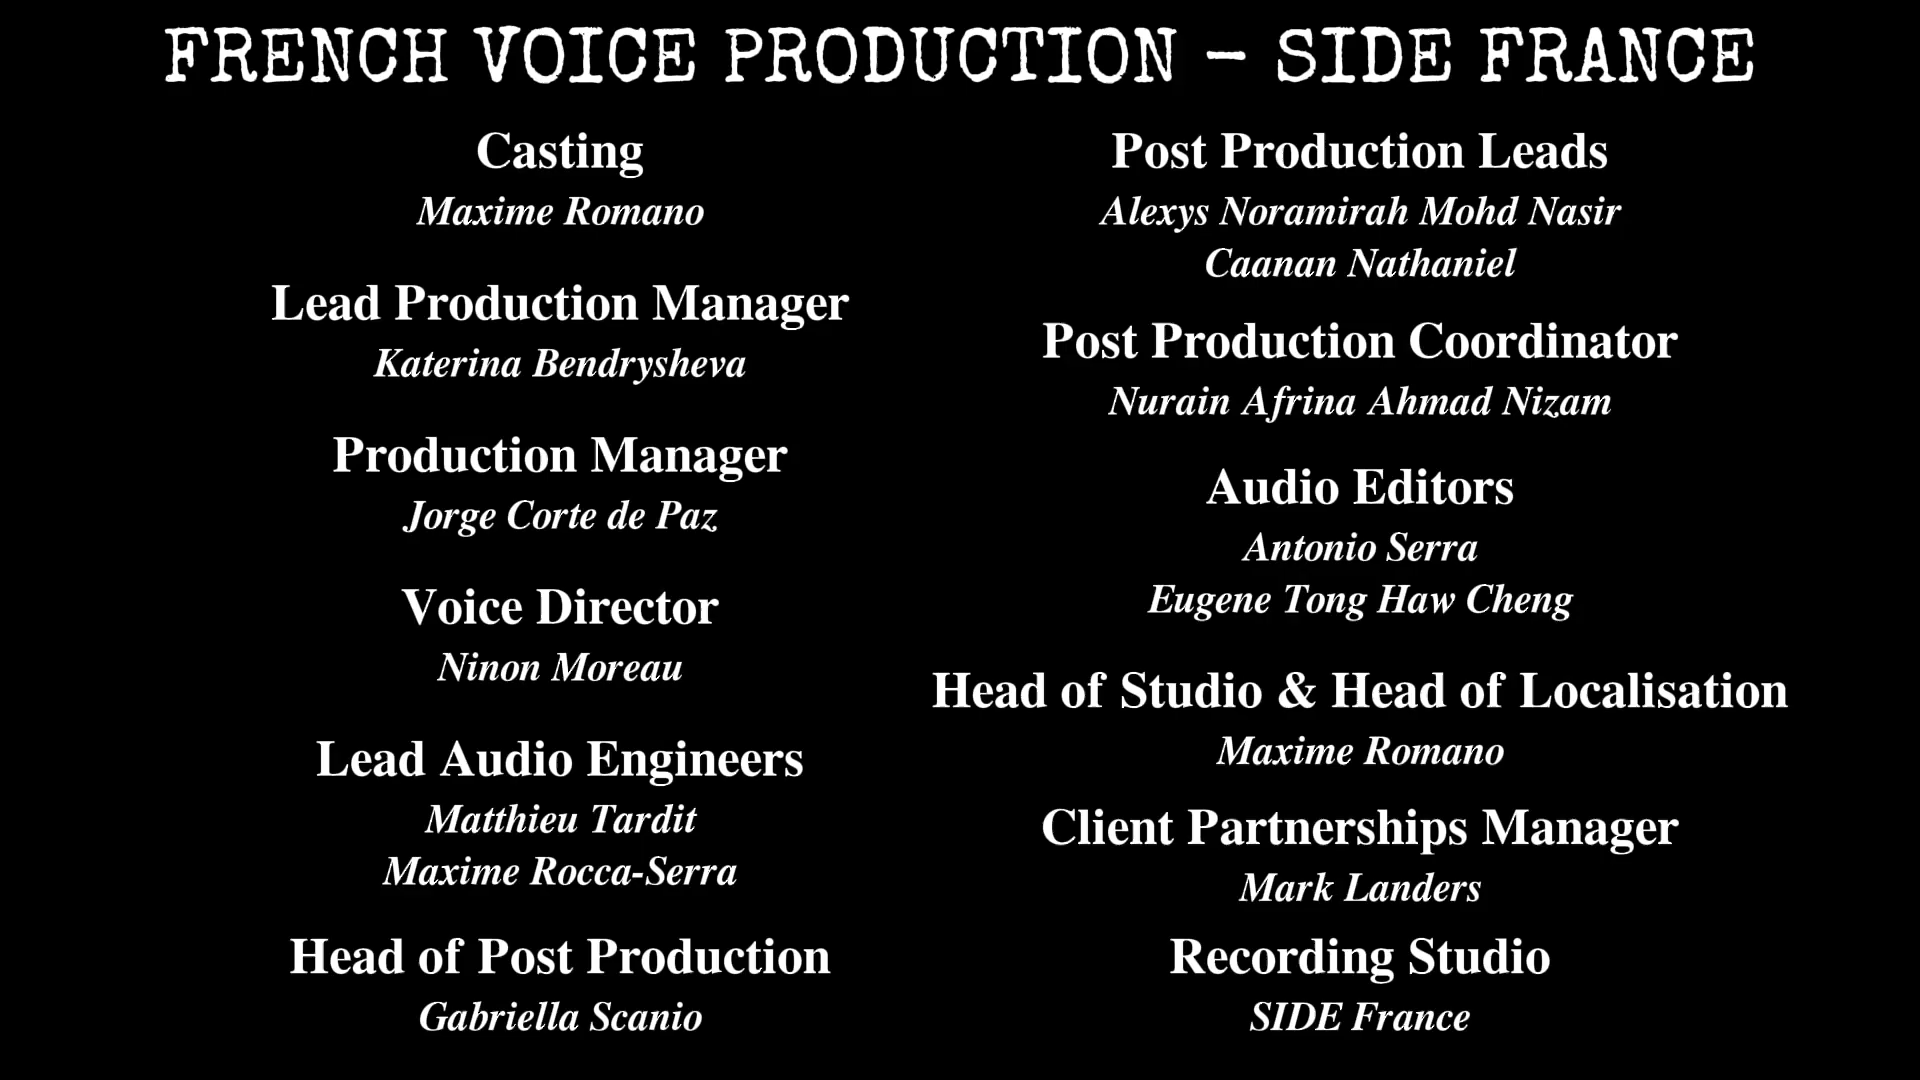 FRENCH VOICE PRODUCTION - SIDE FRANCE
Casting
Maxime Romano
Lead Production Manager
Katerina Bendrysheva
Production Manager
Jorge Corte de Paz
Voice Director
Ninon Moreau
Lead Audio Engineers
Matthieu Tardit
Maxime Rocca-Serra
Head of Post Production
Gabriella Scanio
Post Production Leads
Alexys Noramirah Mohd Nasir
Caanan Nathaniel
Post Production Coordinator
Nurain Afrina Ahmad Nizam
Audio Editors
Antonio Serra
Eugene Tong Haw Cheng
Head of Studio & Head of Localisation
Maxime Romano
Client Partnerships Manager
Mark Landers
Recording Studio
SIDE France